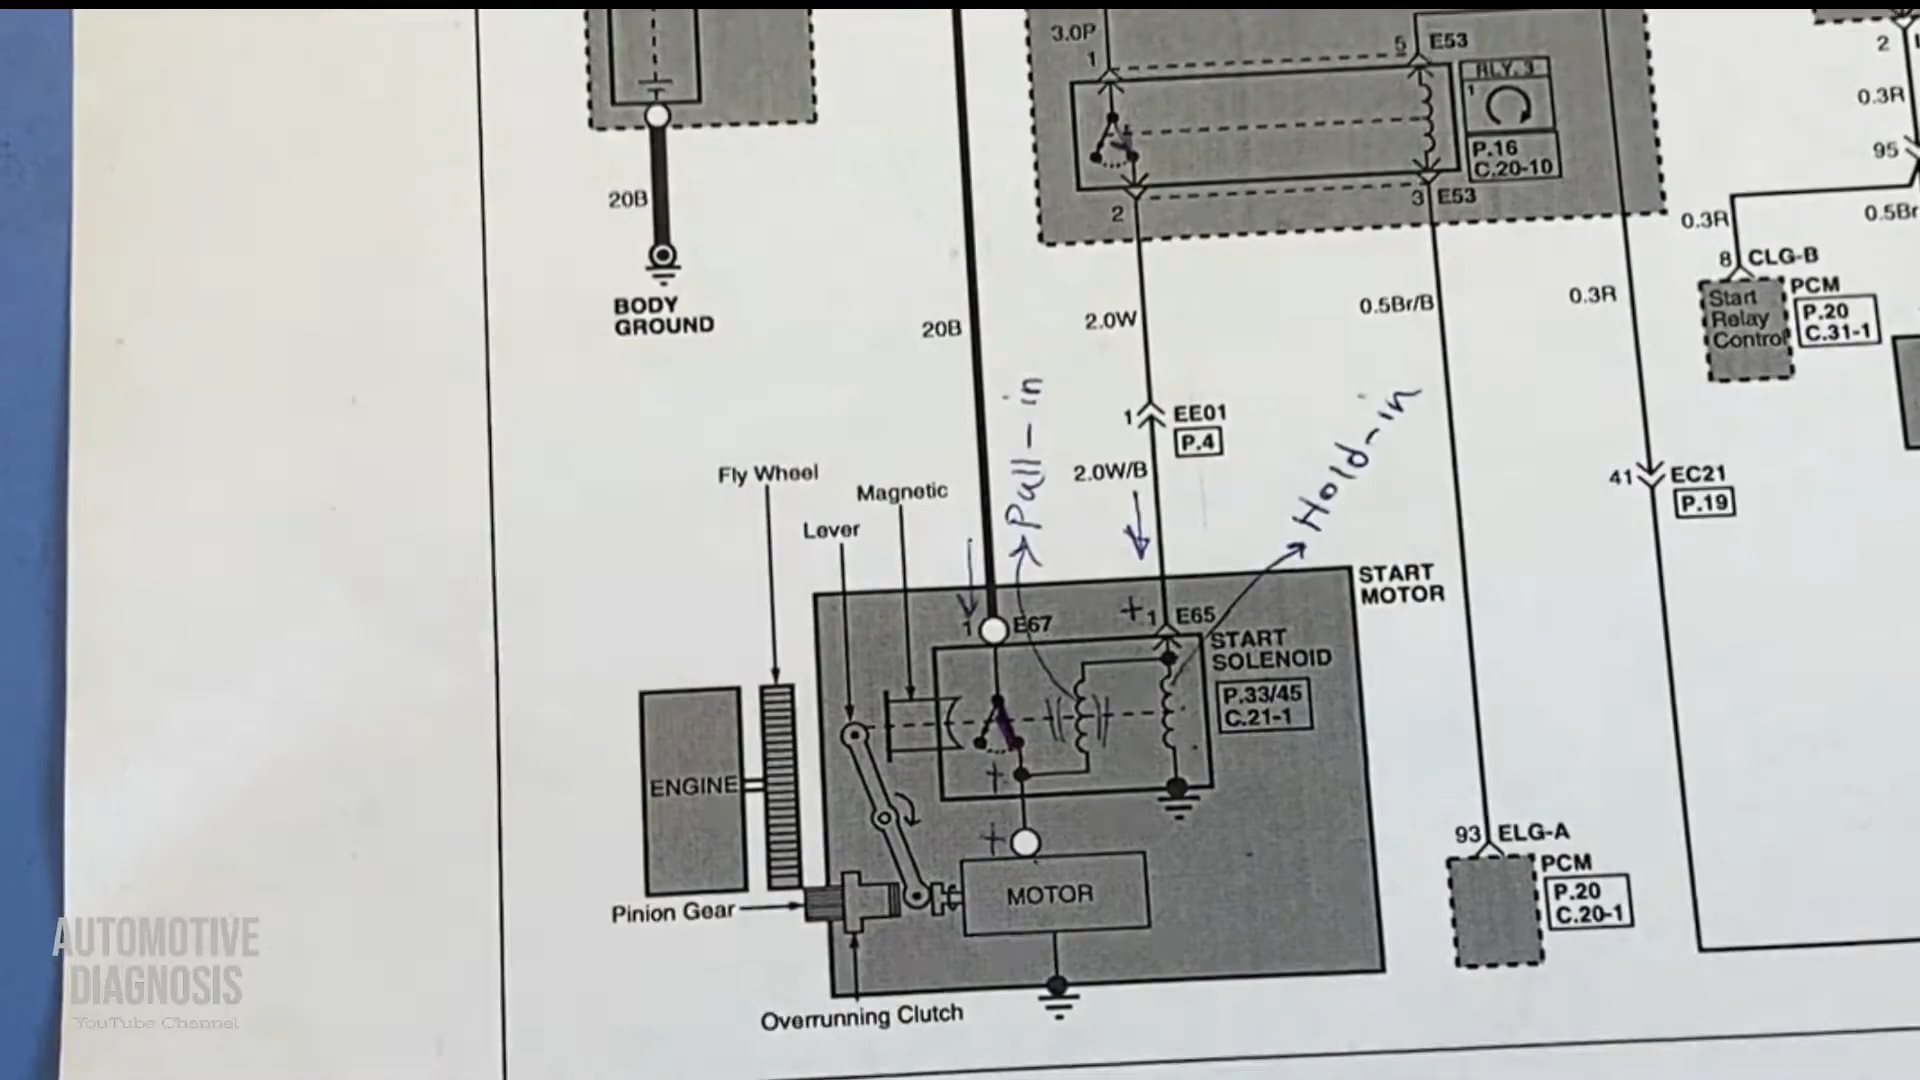 3.0P
1
5
E53
RLY. 3
1
P.16
C.20-10
2
3
E53
20B
BODY
GROUND
20B
2.0W
0.5Br/B
0.3R
2
0.3R
95
0.5Br
0.3R
8
CLG-B
PCM
Start
Relay
Control
P.20
C.31-1
1
EE01
P.4
2.0W/B
Pull-in
Hold-in
41
EC21
P.19
Fly Wheel
Magnetic
Lever
START
MOTOR
1
E67
+
1
E65
START
SOLENOID
P.33/45
C.21-1
ENGINE
+
+
MOTOR
Pinion Gear
Overrunning Clutch
93
ELG-A
PCM
P.20
C.20-1
AUTOMOTIVE
DIAGNOSIS
YouTube Channel